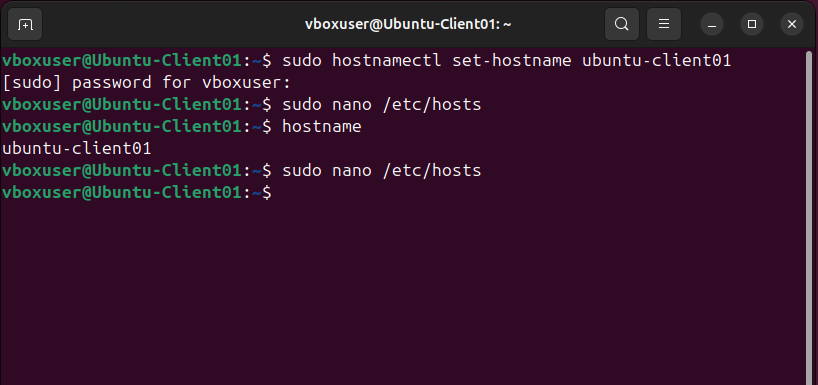 vboxuser@Ubuntu-Client01: ~
vboxuser@Ubuntu-Client01:~$ sudo hostnamectl set-hostname ubuntu-client01
[sudo] password for vboxuser:
vboxuser@Ubuntu-Client01:~$ sudo nano /etc/hosts
vboxuser@Ubuntu-Client01:~$ hostname
ubuntu-client01
vboxuser@Ubuntu-Client01:~$ sudo nano /etc/hosts
vboxuser@Ubuntu-Client01:~$